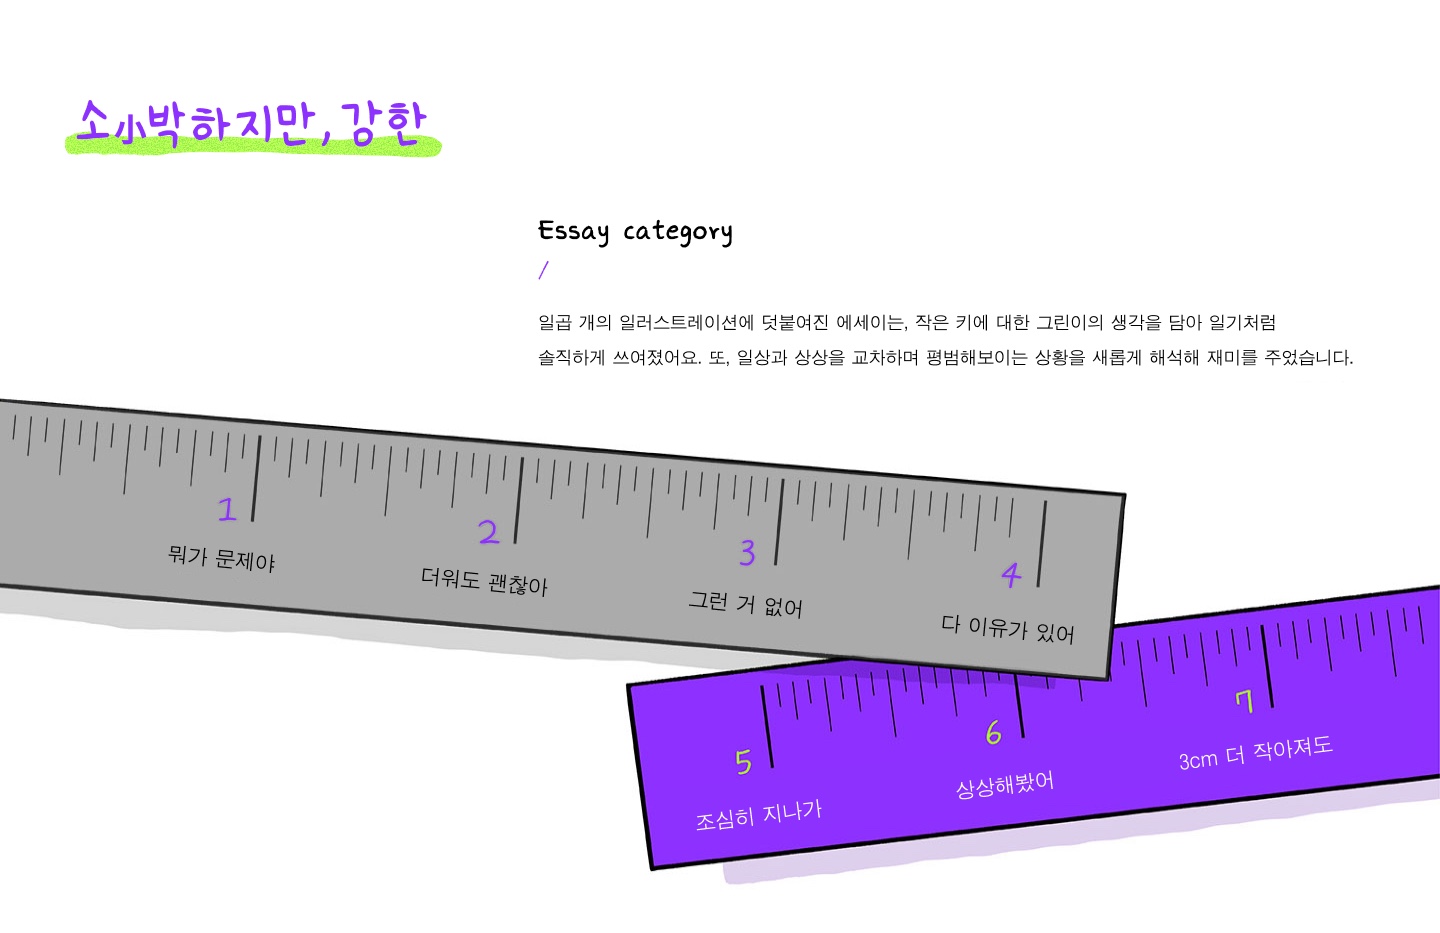 소小박하지만, 강한
Essay category
/
일곱 개의 일러스트레이션에 덧붙여진 에세이는, 작은 키에 대한 그린이의 생각을 담아 일기처럼
솔직하게 쓰여졌어요. 또, 일상과 상상을 교차하며 평범해보이는 상황을 새롭게 해석해 재미를 주었습니다.
1
뭐가 문제야
2
더워도 괜찮아
3
그런 거 없어
4
다 이유가 있어
5
조심히 지나가
6
상상해봤어
7
3cm 더 작아져도